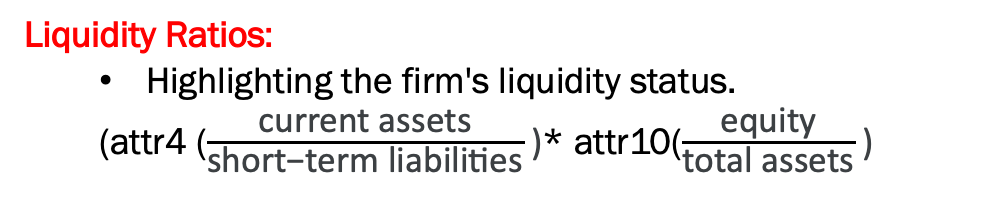 Liquidity Ratios:
• Highlighting the firm's liquidity status.
(attr4 (current assets/short−term liabilities)* attr10(equity/total assets)